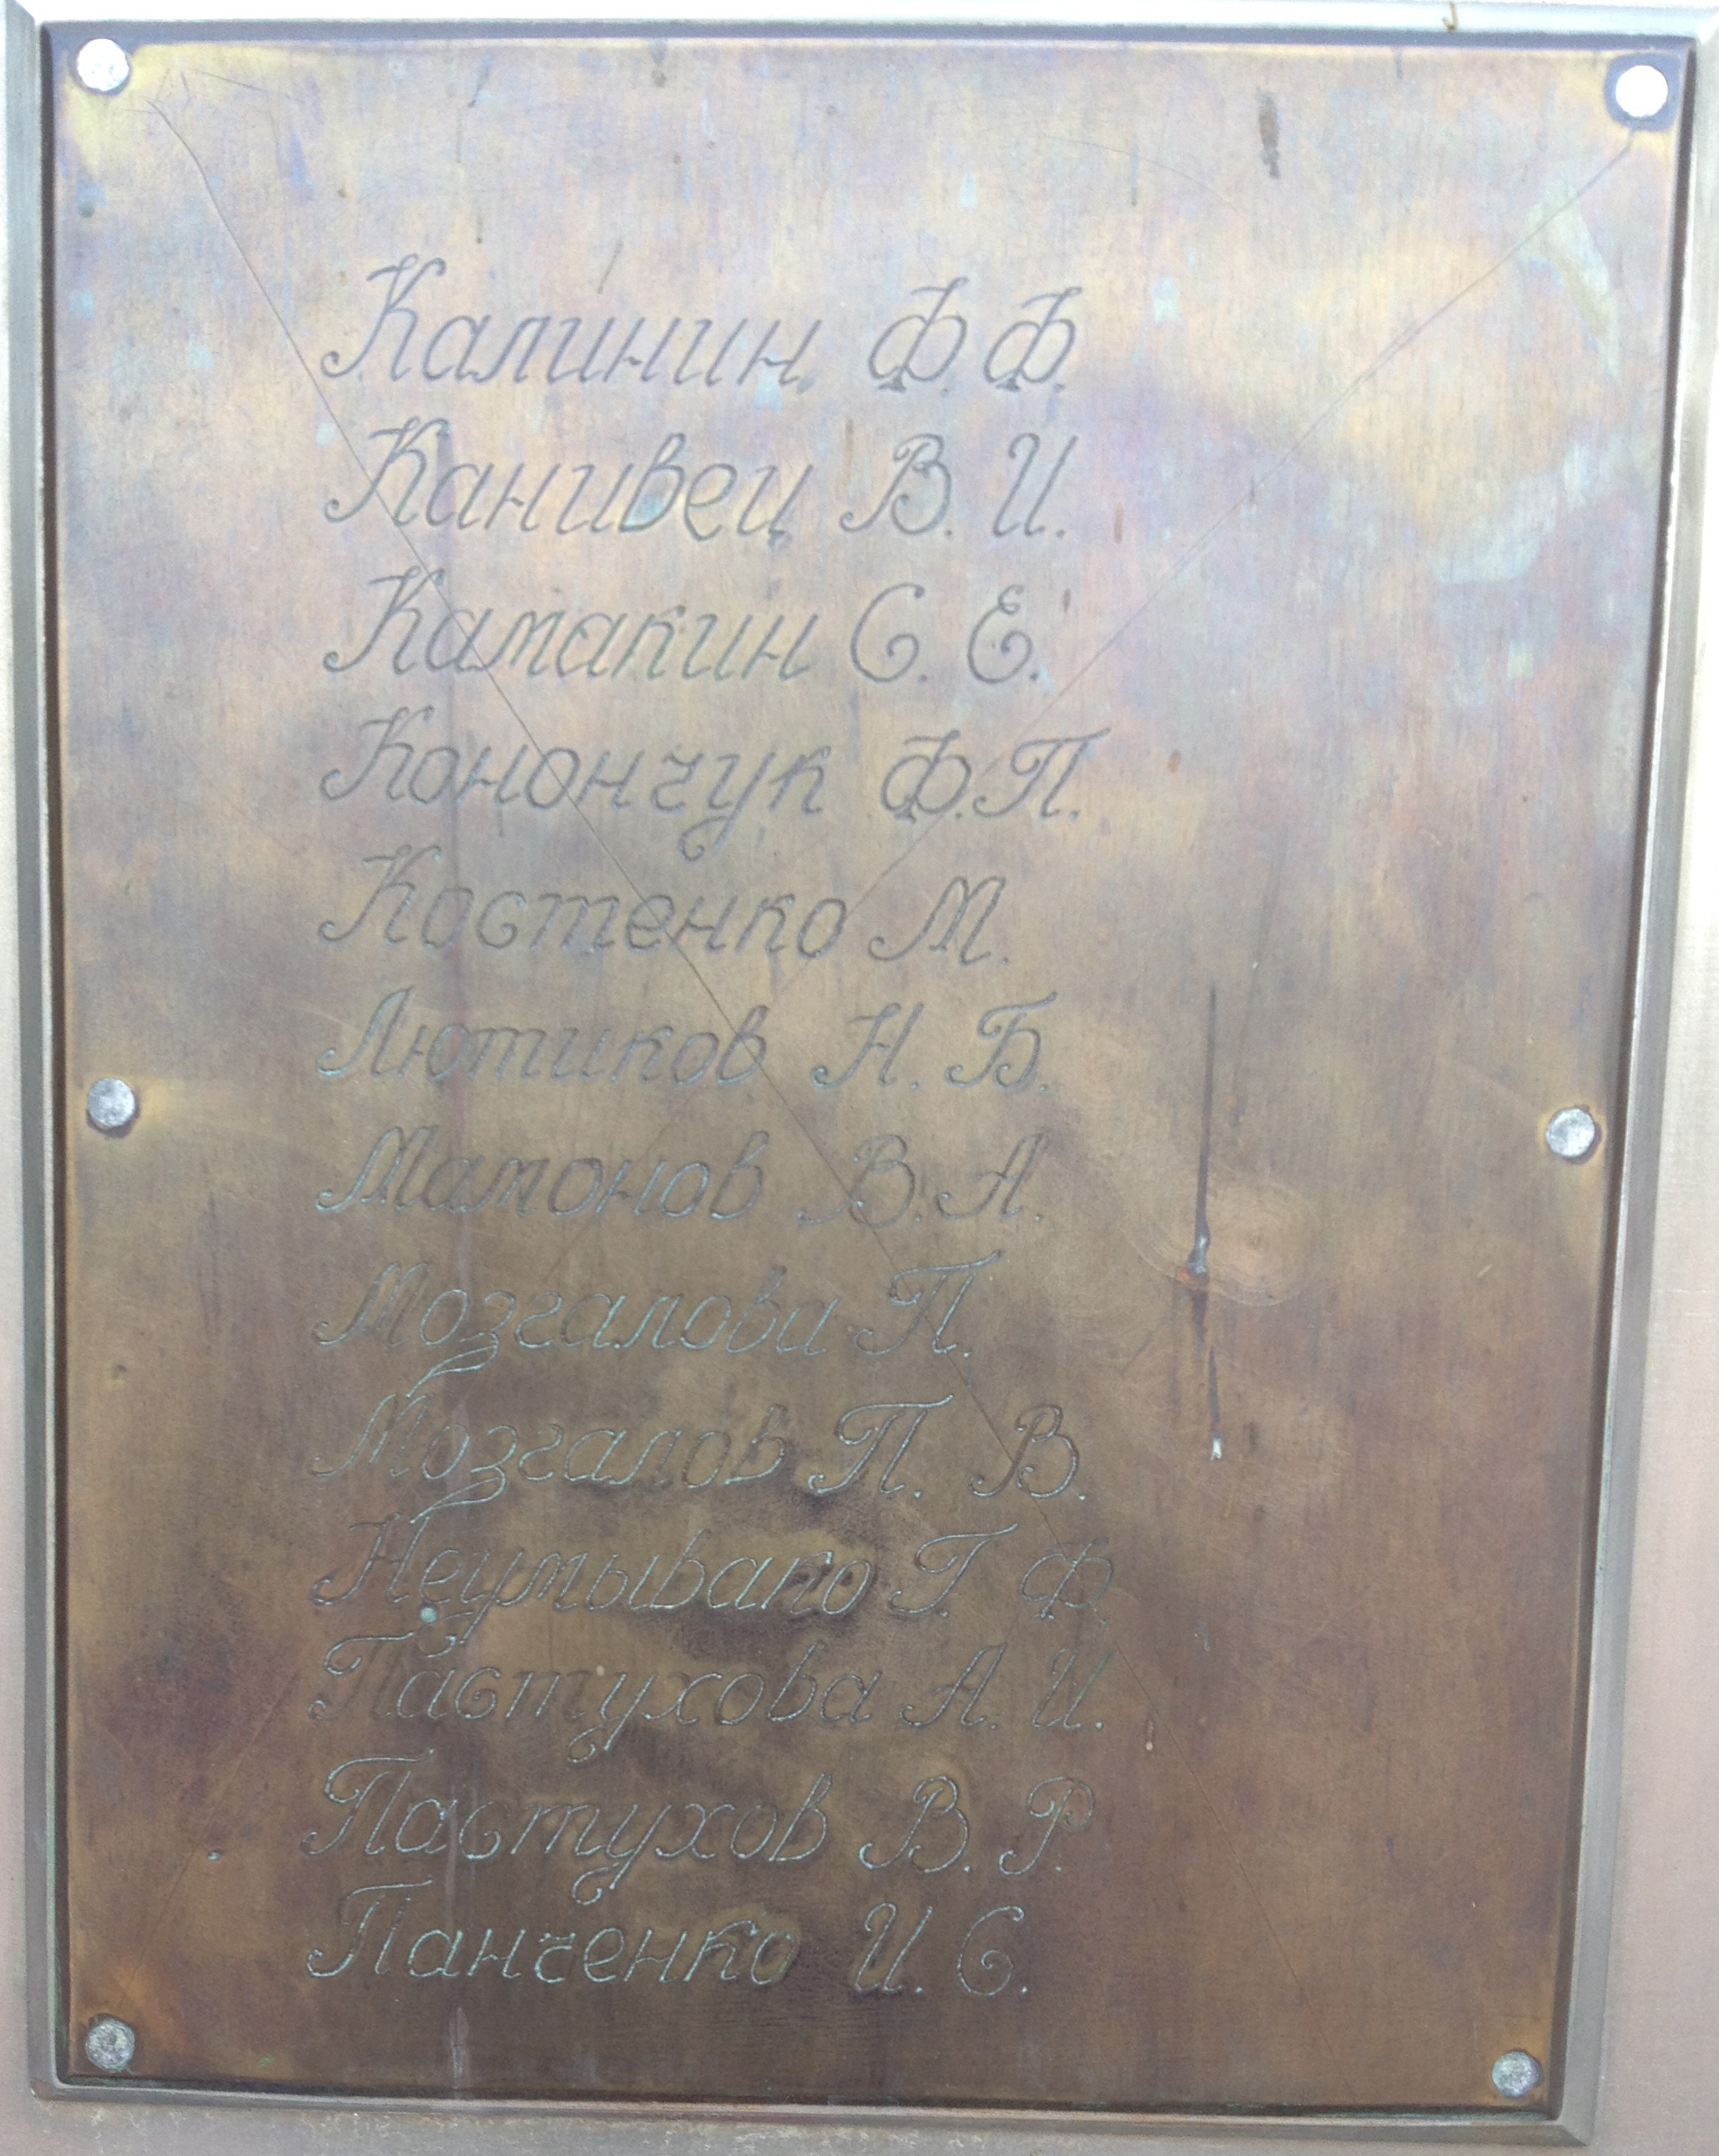 Калинин Ф.Ф.
Канивец В. И.
Камакин С. Е.
Конончук Ф.П.
Костенко М.
Лютиков Н. Б.
Мамонов В.А.
Мозгалова П.
Мозгалов П. В.
Неумывако Г. Ф.
Пастухова А. И.
Пастухов В. Р.
Панченко И. С.